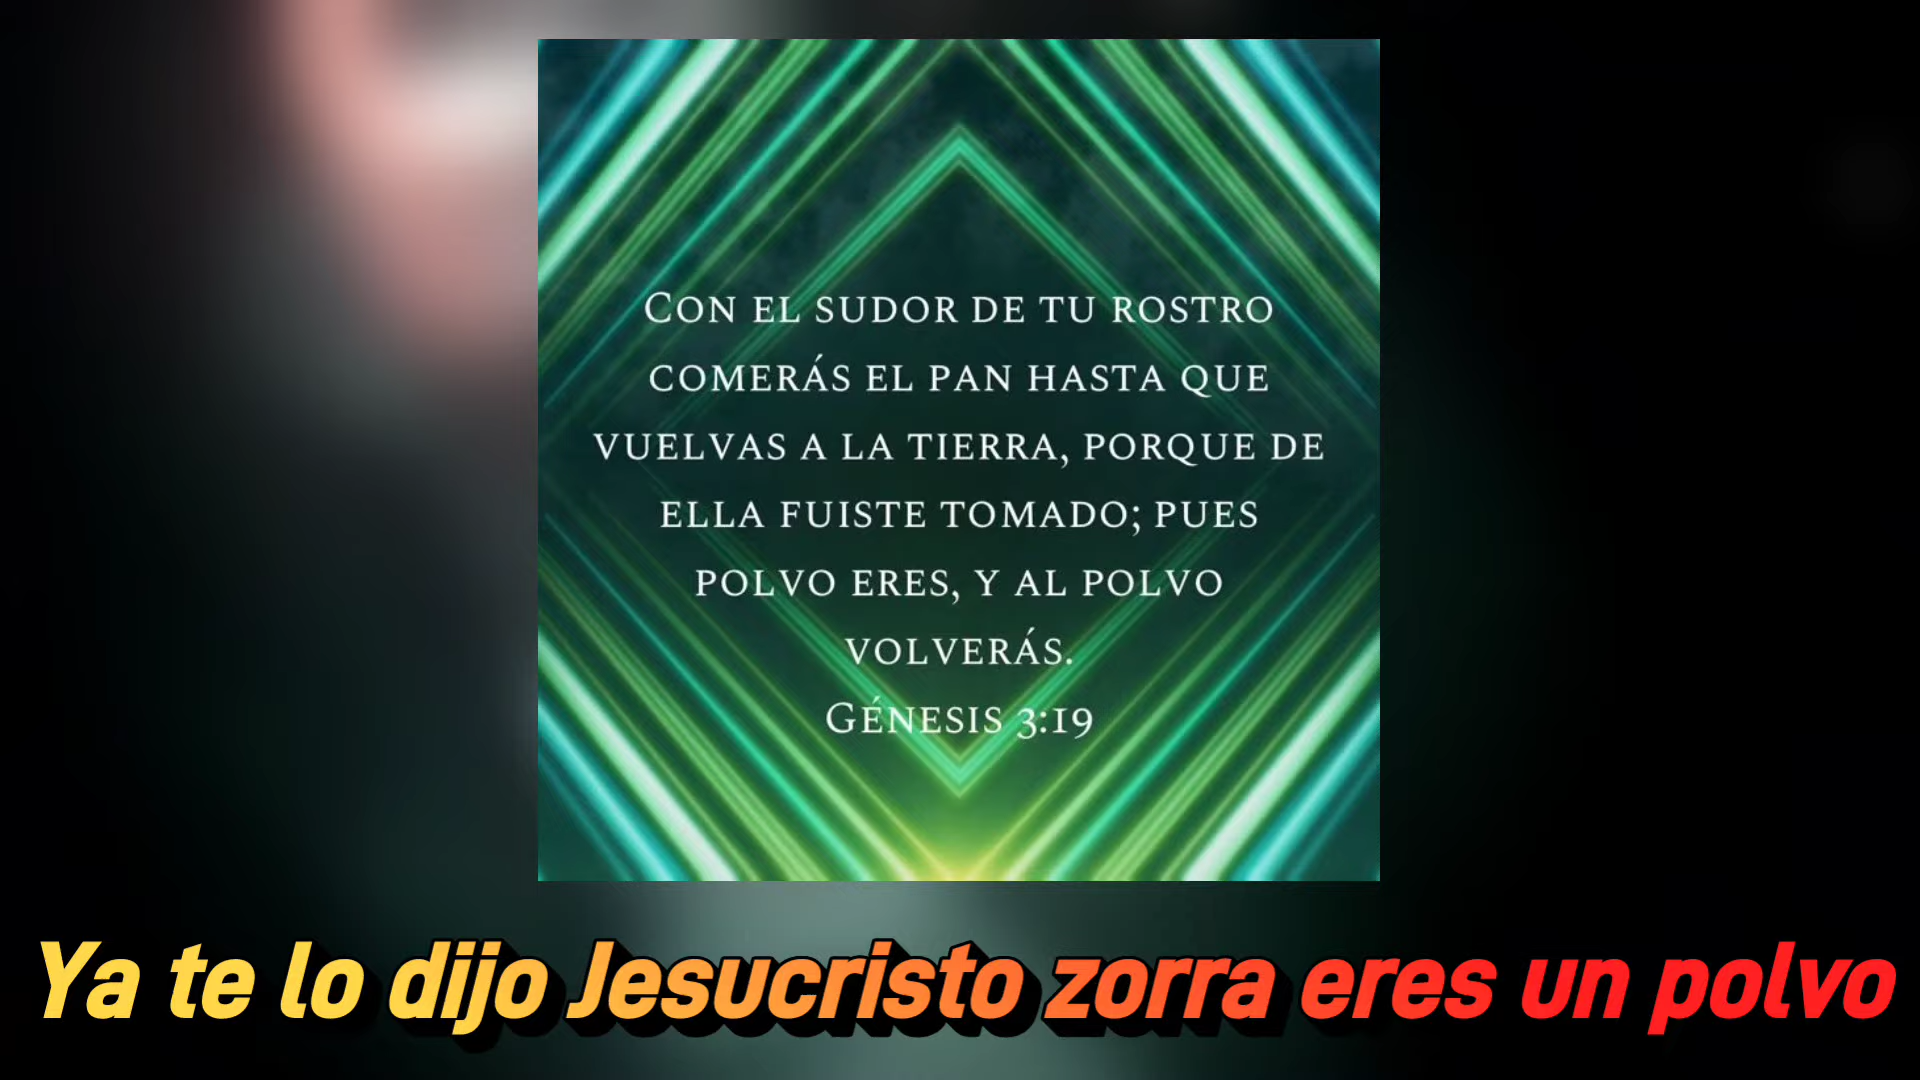 Con el sudor de tu rostro
comerás el pan hasta que
vuelvas a la tierra, porque de
ella fuiste tomado; pues
polvo eres, y al polvo
volverás.
Génesis 3:19
Ya te lo dijo Jesucristo zorra eres un polvo